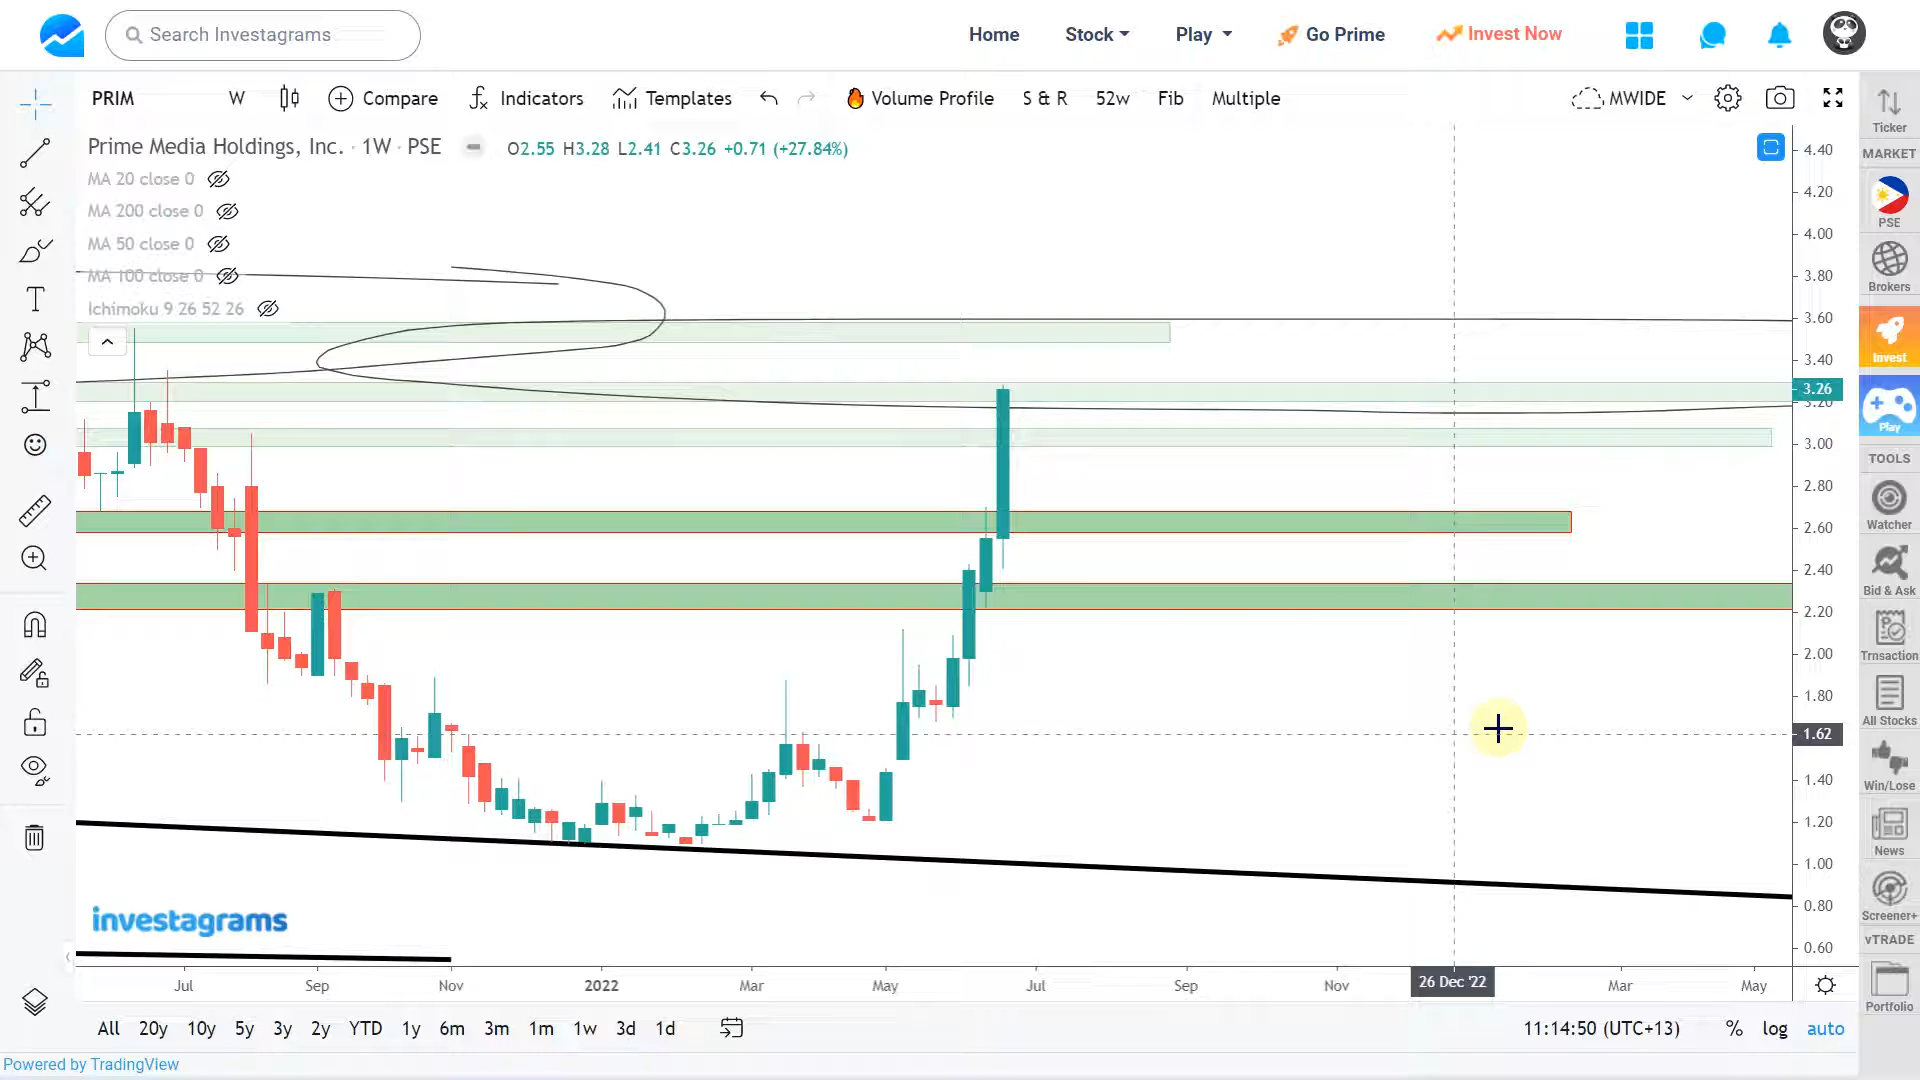 Search Investagrams
Home
Stock
Play
Go Prime
Invest Now
PRIM
W
Compare
Indicators
Templates
Volume Profile
S & R
52w
Fib
Multiple
MWIDE
Prime Media Holdings, Inc. · 1W · PSE
O2.55 H3.28 L2.41 C3.26 +0.71 (+27.84%)
MA 20 close 0
MA 200 close 0
MA 50 close 0
MA 100 close 0
Ichimoku 9 26 52 26
4.40
4.20
4.00
3.80
3.60
3.40
3.26
3.20
3.00
2.80
2.60
2.40
2.20
2.00
1.80
1.62
1.40
1.20
1.00
0.80
0.60
investagrams
Jul
Sep
Nov
2022
Mar
May
Jul
Sep
Nov
26 Dec '22
Mar
May
All
20y
10y
5y
3y
2y
YTD
1y
6m
3m
1m
1w
3d
1d
11:14:50 (UTC+13)
%
log
auto
Powered by TradingView
Ticker
MARKET
PSE
Brokers
Invest
Play
TOOLS
Watcher
Bid & Ask
Trnsaction
All Stocks
Win/Lose
News
Screener+
vTRADE
Portfolio